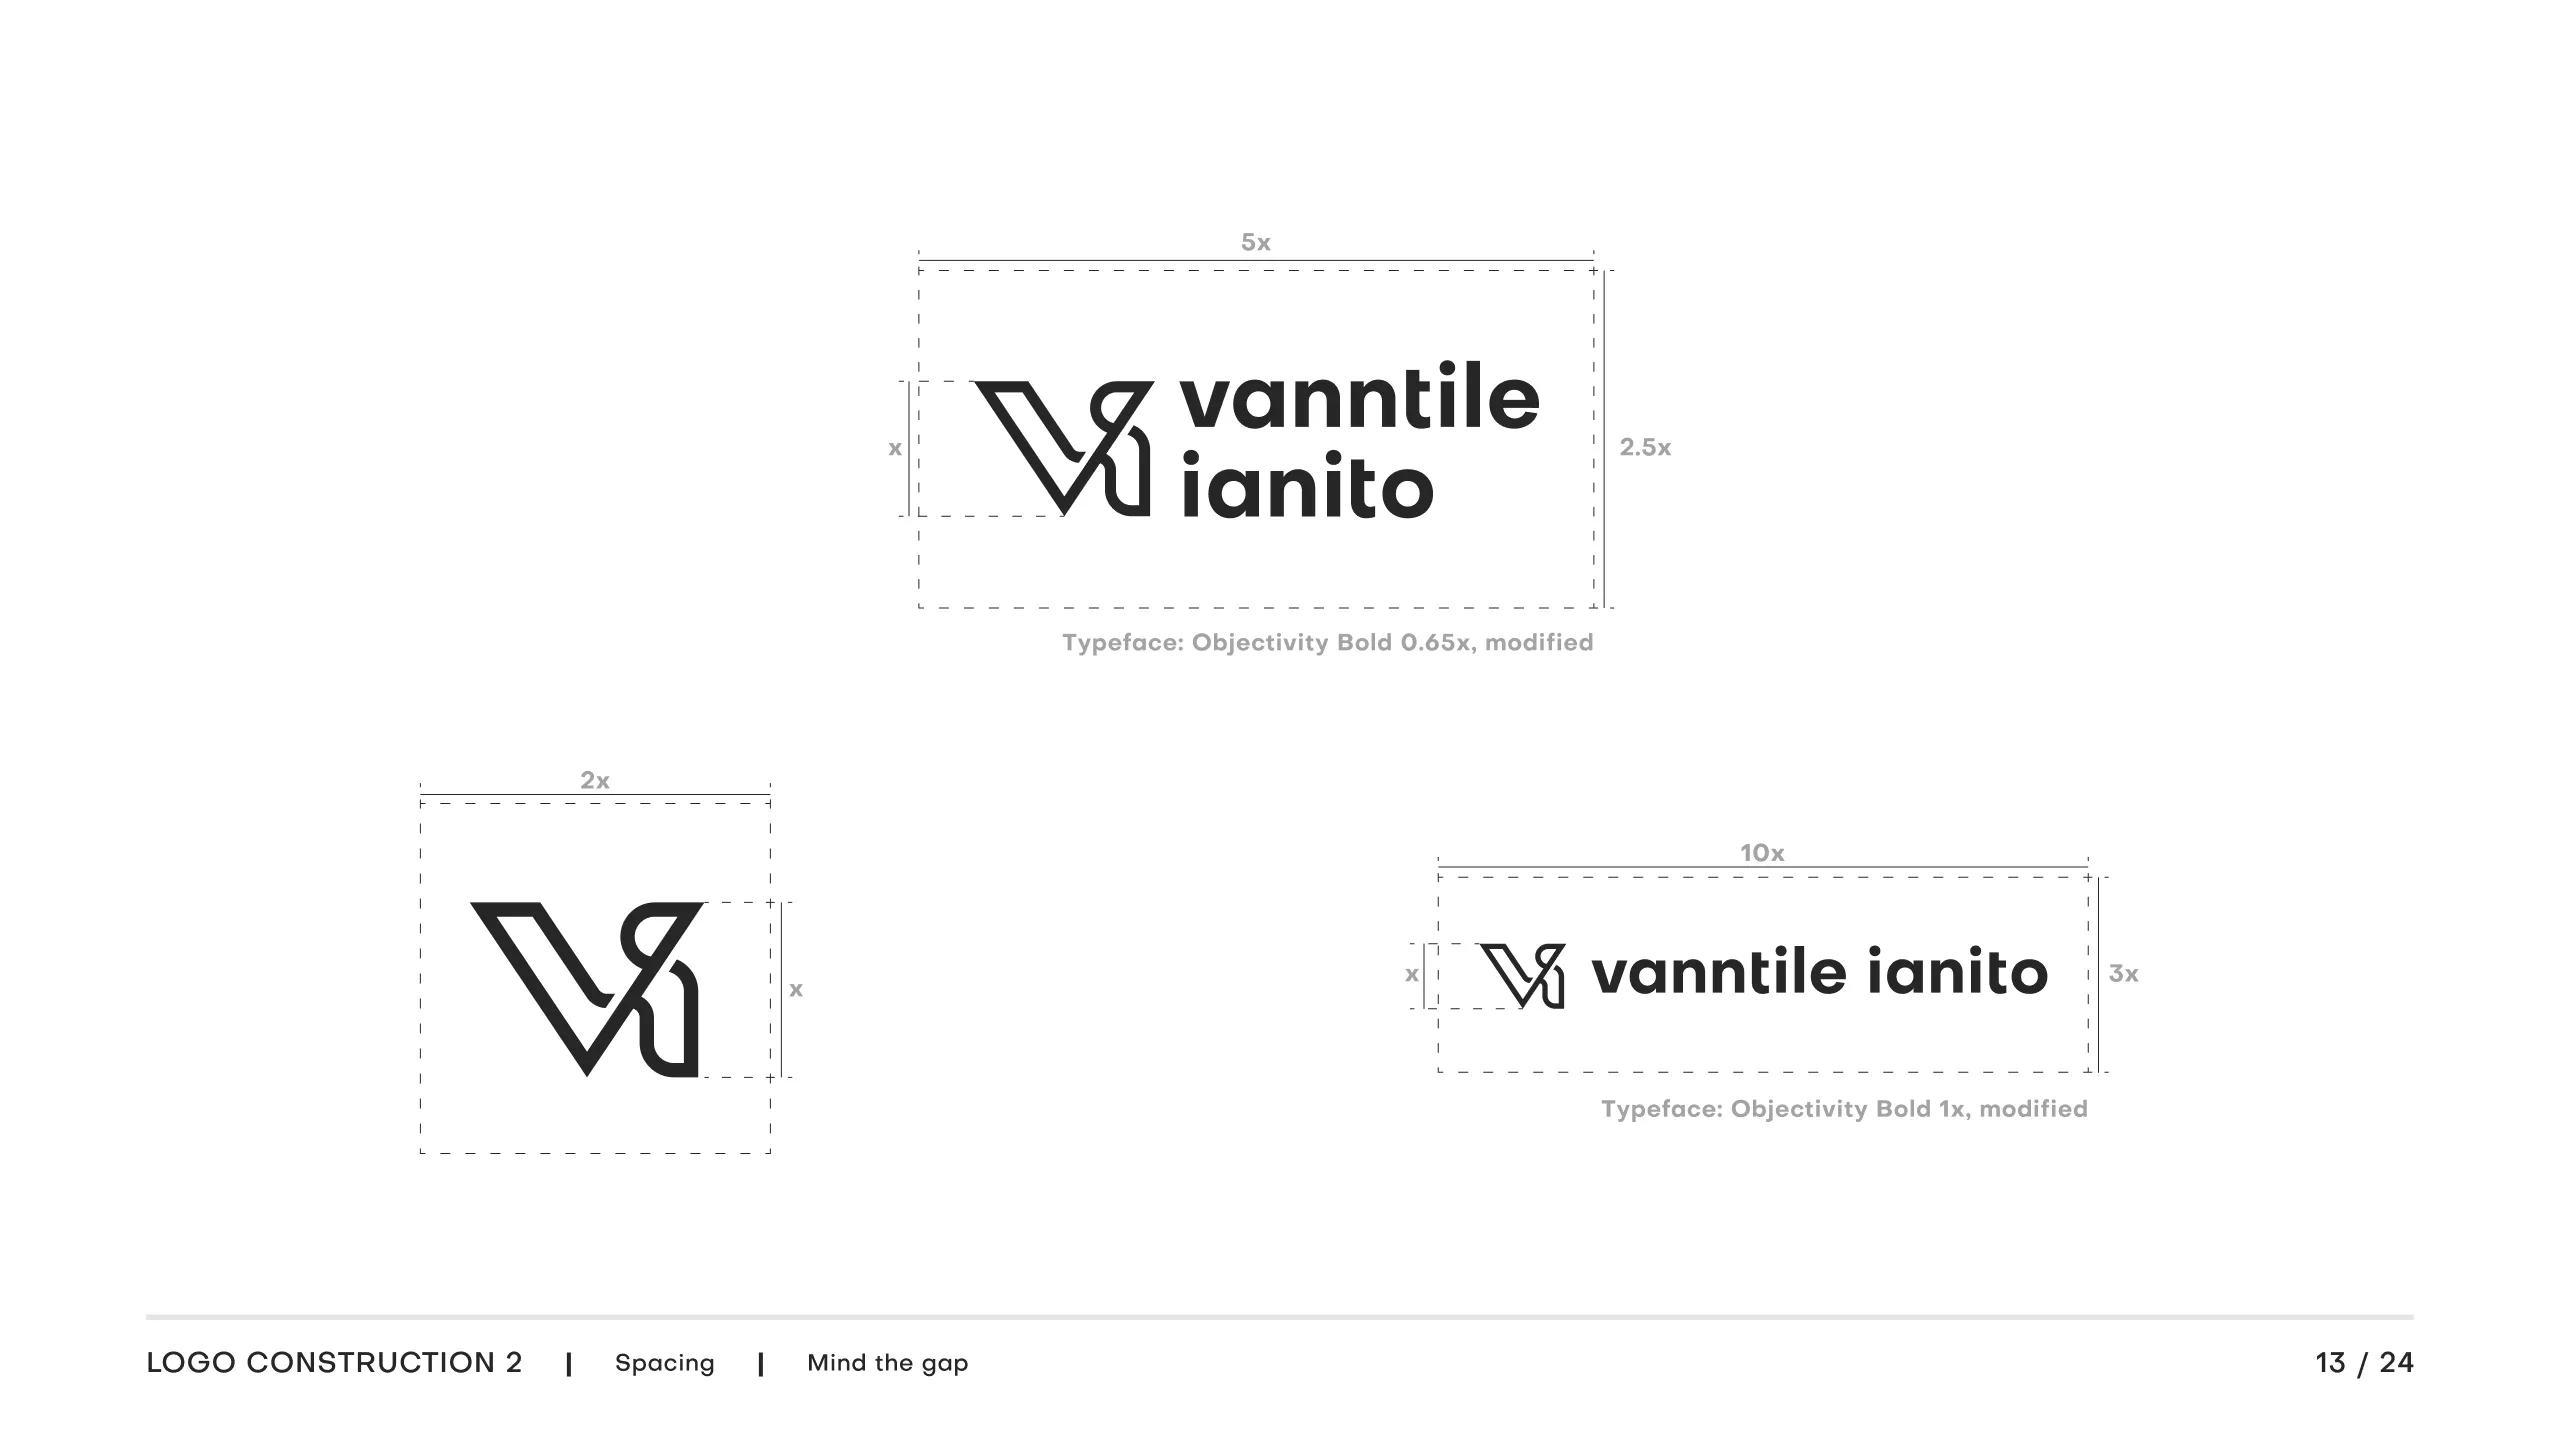 5x
vanntile
ianito
x
2.5x
Typeface: Objectivity Bold 0.65x, modified
2x
x
10x
x
vanntile ianito
3x
Typeface: Objectivity Bold 1x, modified
LOGO CONSTRUCTION 2 | Spacing | Mind the gap
13 / 24